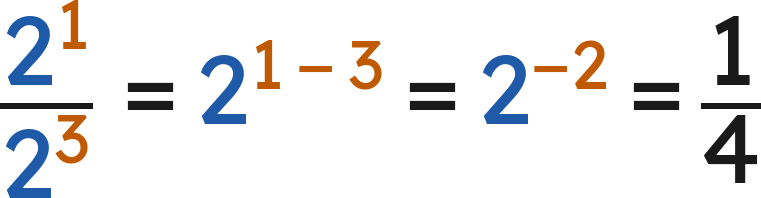 2^1 / 2^3 = 2^(1 − 3) = 2^(−2) = 1/4